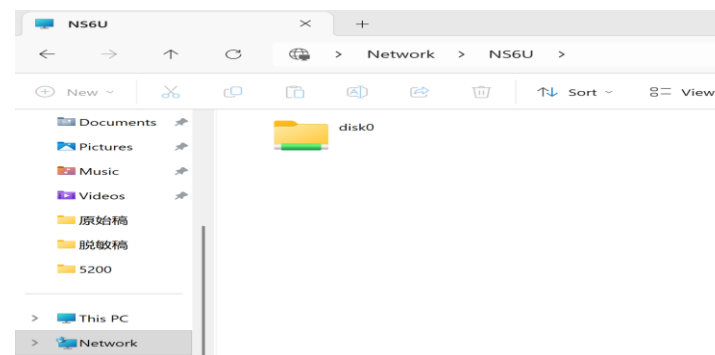 NS6U
Network > NS6U >
New
Sort
View
Documents
disk0
Pictures
Music
Videos
原始稿
脱敏稿
5200
> This PC
> Network